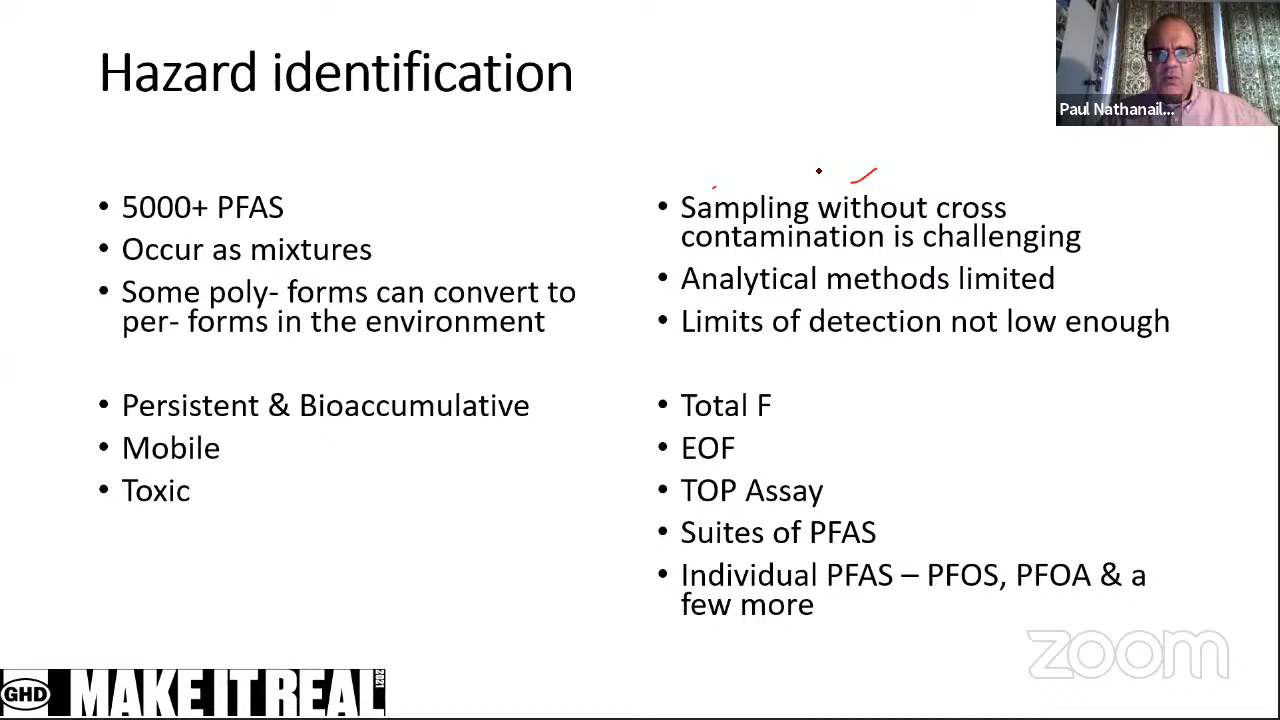 Hazard identification
Paul Nathanail...
• 5000+ PFAS
• Occur as mixtures
• Some poly- forms can convert to
per- forms in the environment
• Persistent & Bioaccumulative
• Mobile
• Toxic
• Sampling without cross
contamination is challenging
• Analytical methods limited
• Limits of detection not low enough
• Total F
• EOF
• TOP Assay
• Suites of PFAS
• Individual PFAS – PFOS, PFOA & a
few more
zoom
GHD MAKE IT REAL 2021